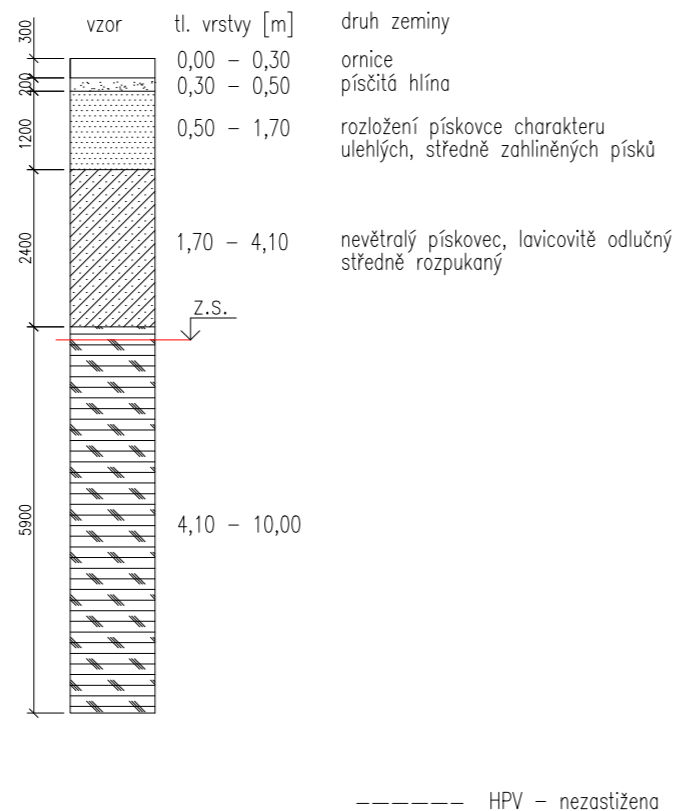 vzor tl. vrstvy [m] druh zeminy
300
0,00 – 0,30 ornice
200 0,30 – 0,50 písčitá hlína
1200 0,50 – 1,70 rozložení pískovce charakteru
ulehlých, středně zahliněných písků
2400 1,70 – 4,10 nevětralý pískovec, lavicovitě odlučný
středně rozpukaný
Z.S.
5900 4,10 – 10,00
HPV – nezastižena